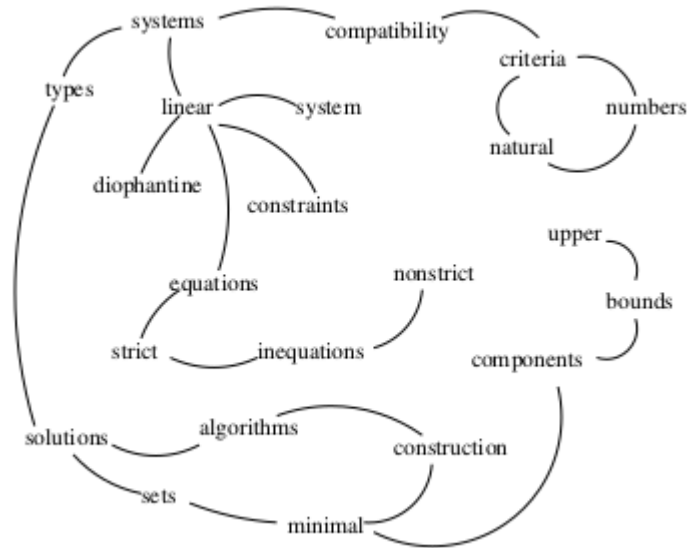 systems
compatibility
criteria
types
linear
system
numbers
natural
diophantine
constraints
upper
equations
nonstrict
bounds
strict
inequations
components
solutions
algorithms
construction
sets
minimal